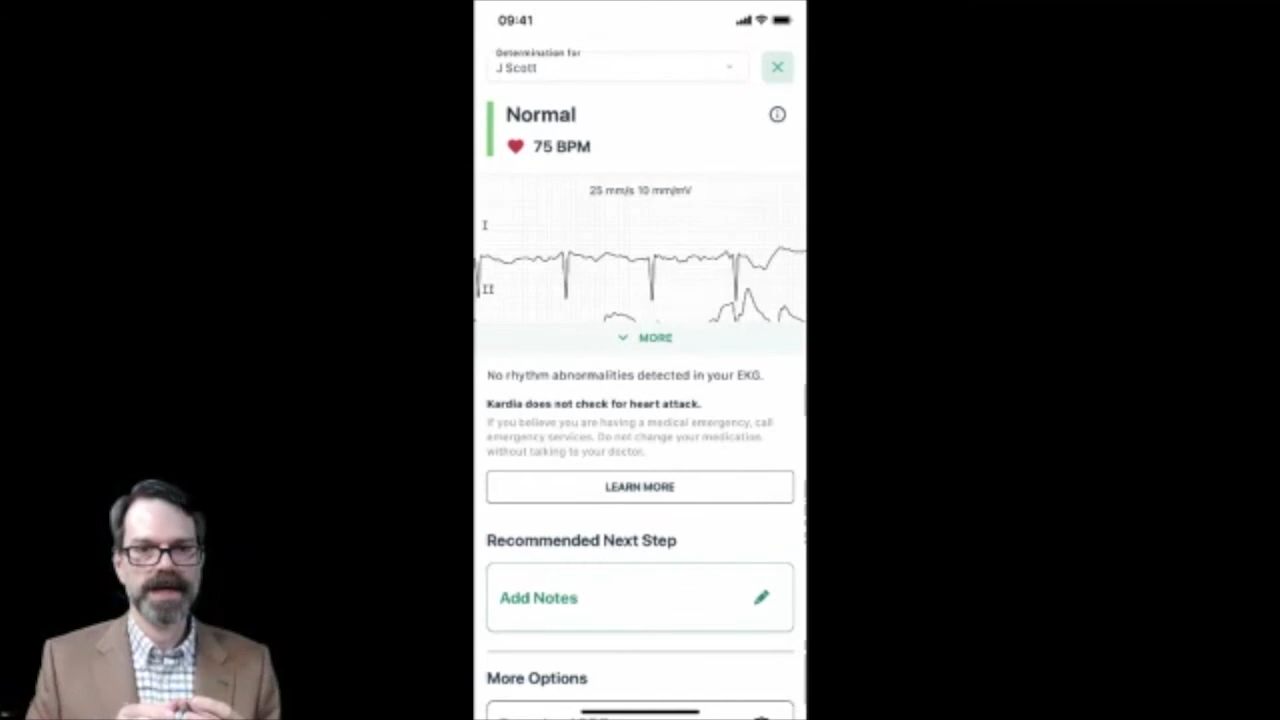 09:41
Determination for
J Scott
Normal
75 BPM
25 mm/s 10 mm/mV
I
II
MORE
No rhythm abnormalities detected in your EKG.
Kardia does not check for heart attack.
If you believe you are having a medical emergency, call
emergency services. Do not change your medication
without talking to your doctor.
LEARN MORE
Recommended Next Step
Add Notes
More Options